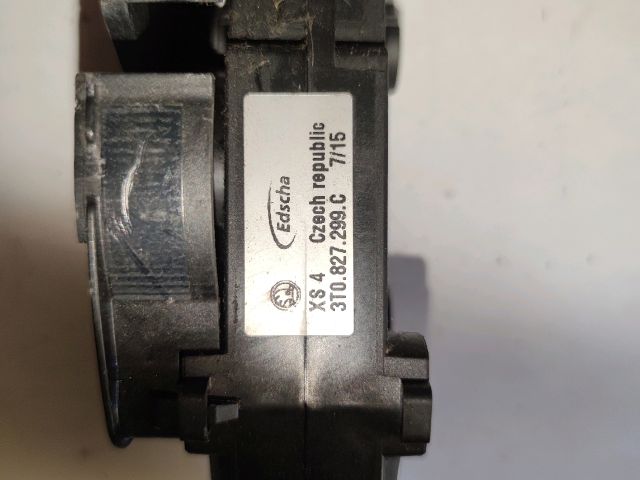 Edscha
XS 4 Czech republic
3T0.827.299.C 7/15